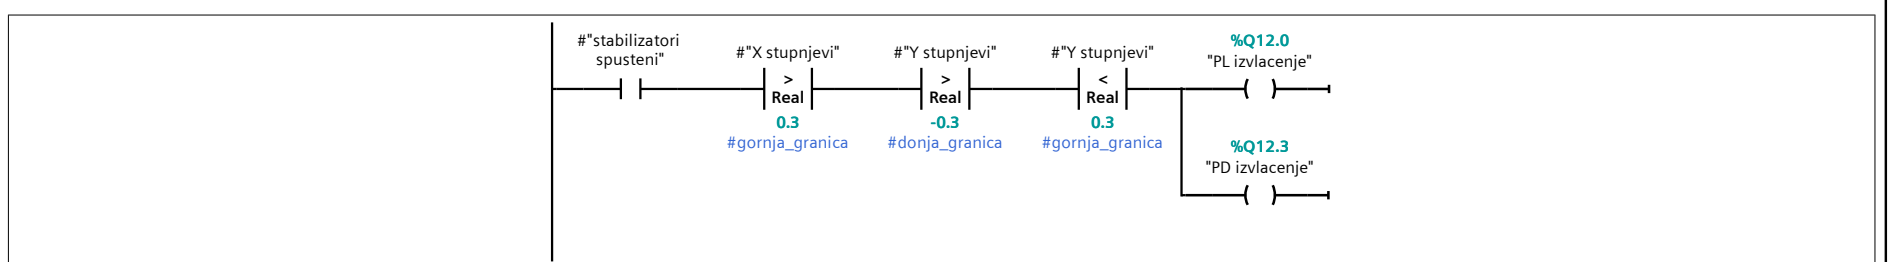 #"stabilizatori
spusteni"
#"X stupnjevi"
>
Real
0.3
#gornja_granica
#"Y stupnjevi"
>
Real
-0.3
#donja_granica
#"Y stupnjevi"
<
Real
0.3
#gornja_granica
%Q12.0
"PL izvlacenje"
%Q12.3
"PD izvlacenje"